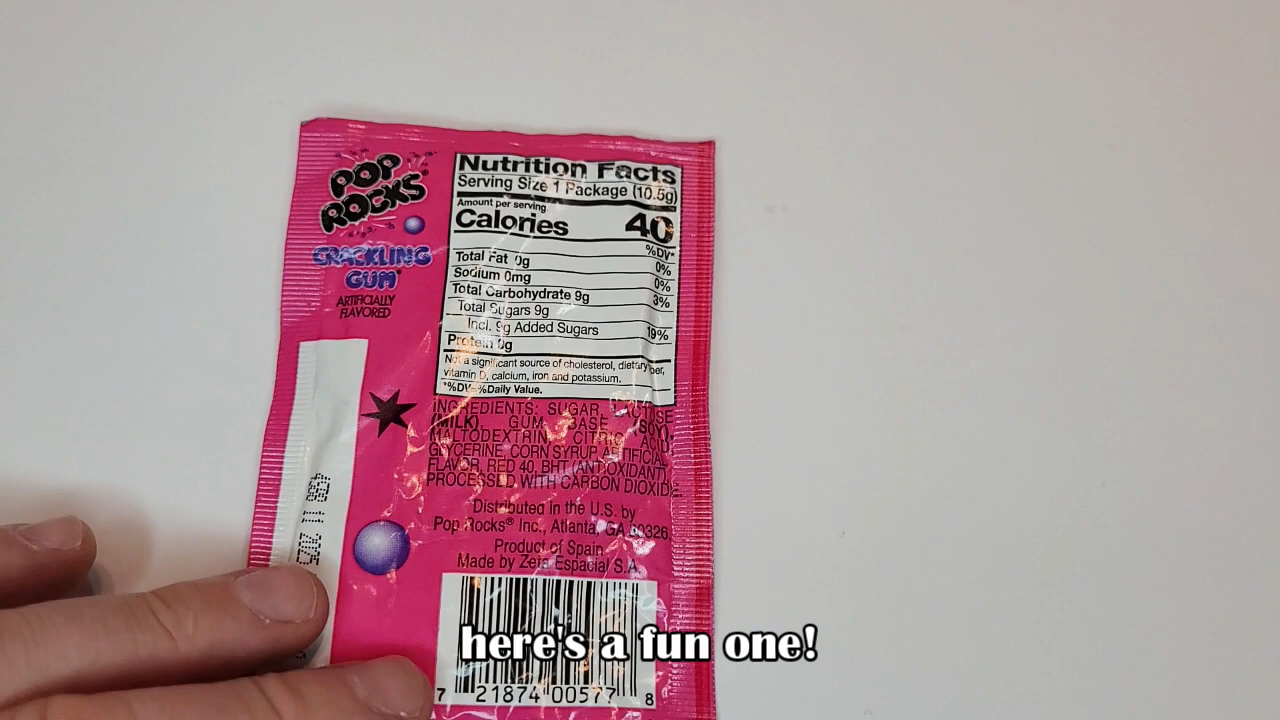 POP
ROCKS®
CRACKLING
GUM®
ARTIFICIALLY
FLAVORED
Nutrition Facts
Serving Size 1 Package (10.5g)
Amount per serving
Calories 40
%DV*
Total Fat 0g 0%
Sodium 0mg 0%
Total Carbohydrate 9g 3%
Total Sugars 9g
Incl. 9g Added Sugars 19%
Protein 0g
Not a significant source of cholesterol, dietary
vitamin D, calcium, iron and potassium.
*%DV=%Daily Value.
INGREDIENTS: SUGAR, LACTOSE
(MILK) GUM BASE (SOY)
MALTODEXTRIN, CITRIC ACID,
GLYCERINE, CORN SYRUP, ARTIFICIAL
FLAVOR, RED 40, BHT (ANTIOXIDANT)
PROCESSED WITH CARBON DIOXIDE
Distributed in the U.S. by
Pop Rocks® Inc., Atlanta, GA 30326
Product of Spain
Made by Zeta Espacial S.A.
7 21874 00577 8
here's a fun one!